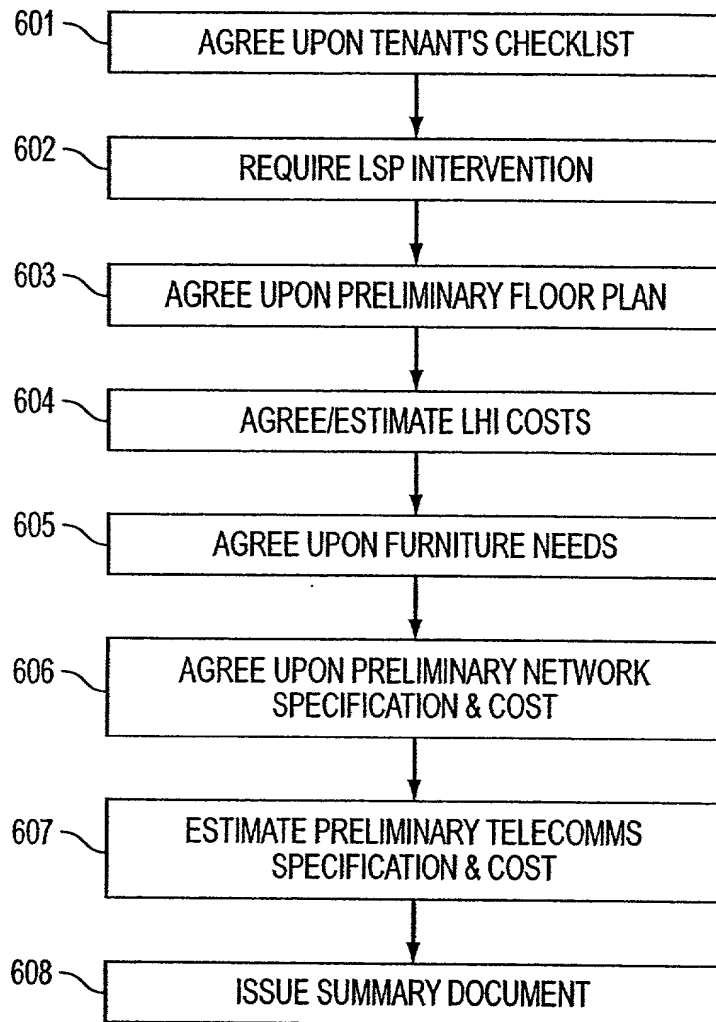 601
AGREE UPON TENANT'S CHECKLIST
602
REQUIRE LSP INTERVENTION
603
AGREE UPON PRELIMINARY FLOOR PLAN
604
AGREE/ESTIMATE LHI COSTS
605
AGREE UPON FURNITURE NEEDS
606
AGREE UPON PRELIMINARY NETWORK
SPECIFICATION & COST
607
ESTIMATE PRELIMINARY TELECOMMS
SPECIFICATION & COST
608
ISSUE SUMMARY DOCUMENT